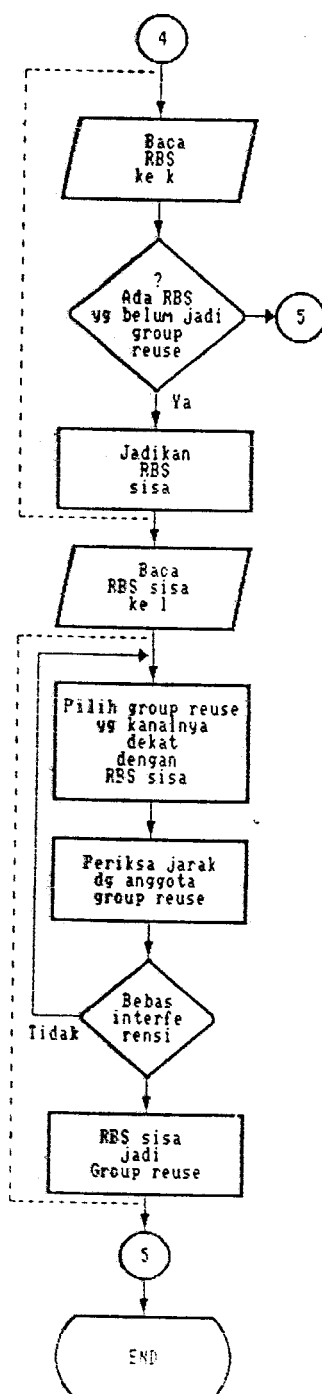 4
Baca
RBS
ke k
?
Ada RBS
yg belum jadi
group
reuse
5
Ya
Jadikan
RBS
sisa
Baca
RBS sisa
ke l
Pilih group reuse
yg kanalnya
dekat
dengan
RBS sisa
Periksa jarak
dg anggota
group reuse
Bebas
interfe
rensi
Tidak
RBS sisa
jadi
Group reuse
5
END